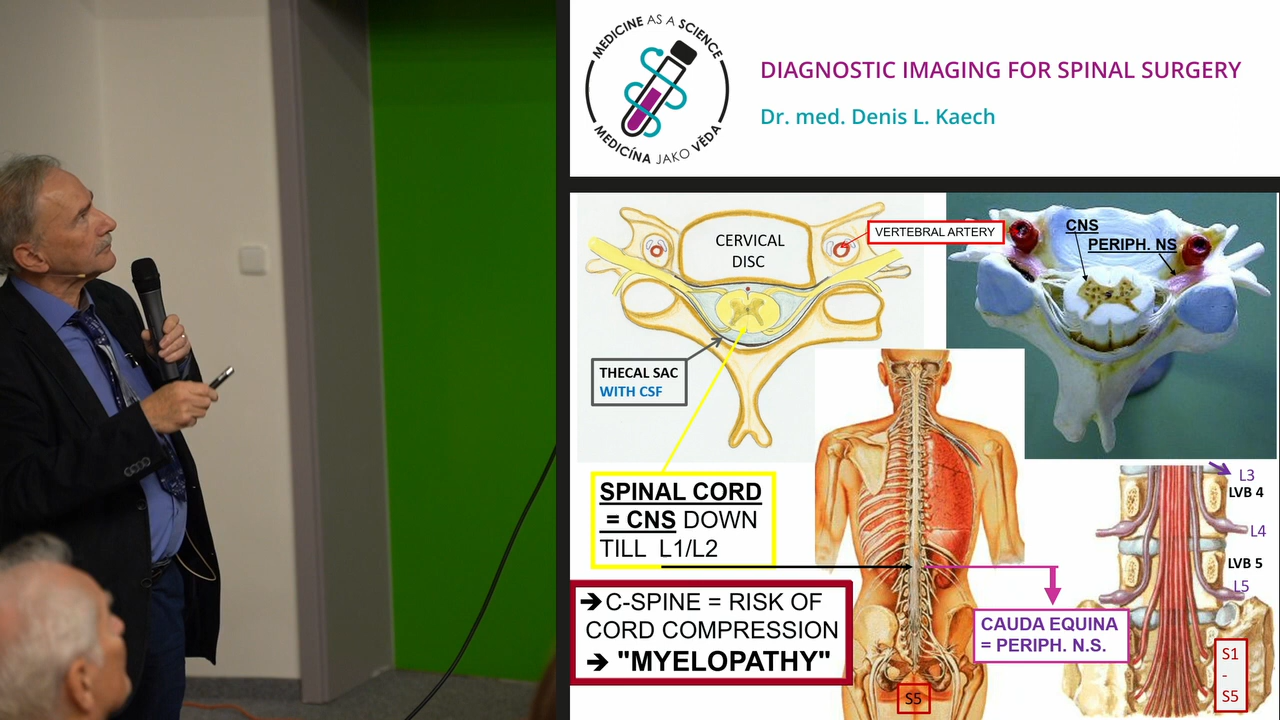 MEDICINE AS A SCIENCE
MEDICÍNA JAKO VĚDA
DIAGNOSTIC IMAGING FOR SPINAL SURGERY
Dr. med. Denis L. Kaech
CERVICAL
DISC
VERTEBRAL ARTERY
CNS
PERIPH. NS
THECAL SAC
WITH CSF
SPINAL CORD
= CNS DOWN
TILL L1/L2
➔ C-SPINE = RISK OF
CORD COMPRESSION
➔ "MYELOPATHY"
CAUDA EQUINA
= PERIPH. N.S.
L3
LVB 4
L4
LVB 5
L5
S1
-
S5
S5